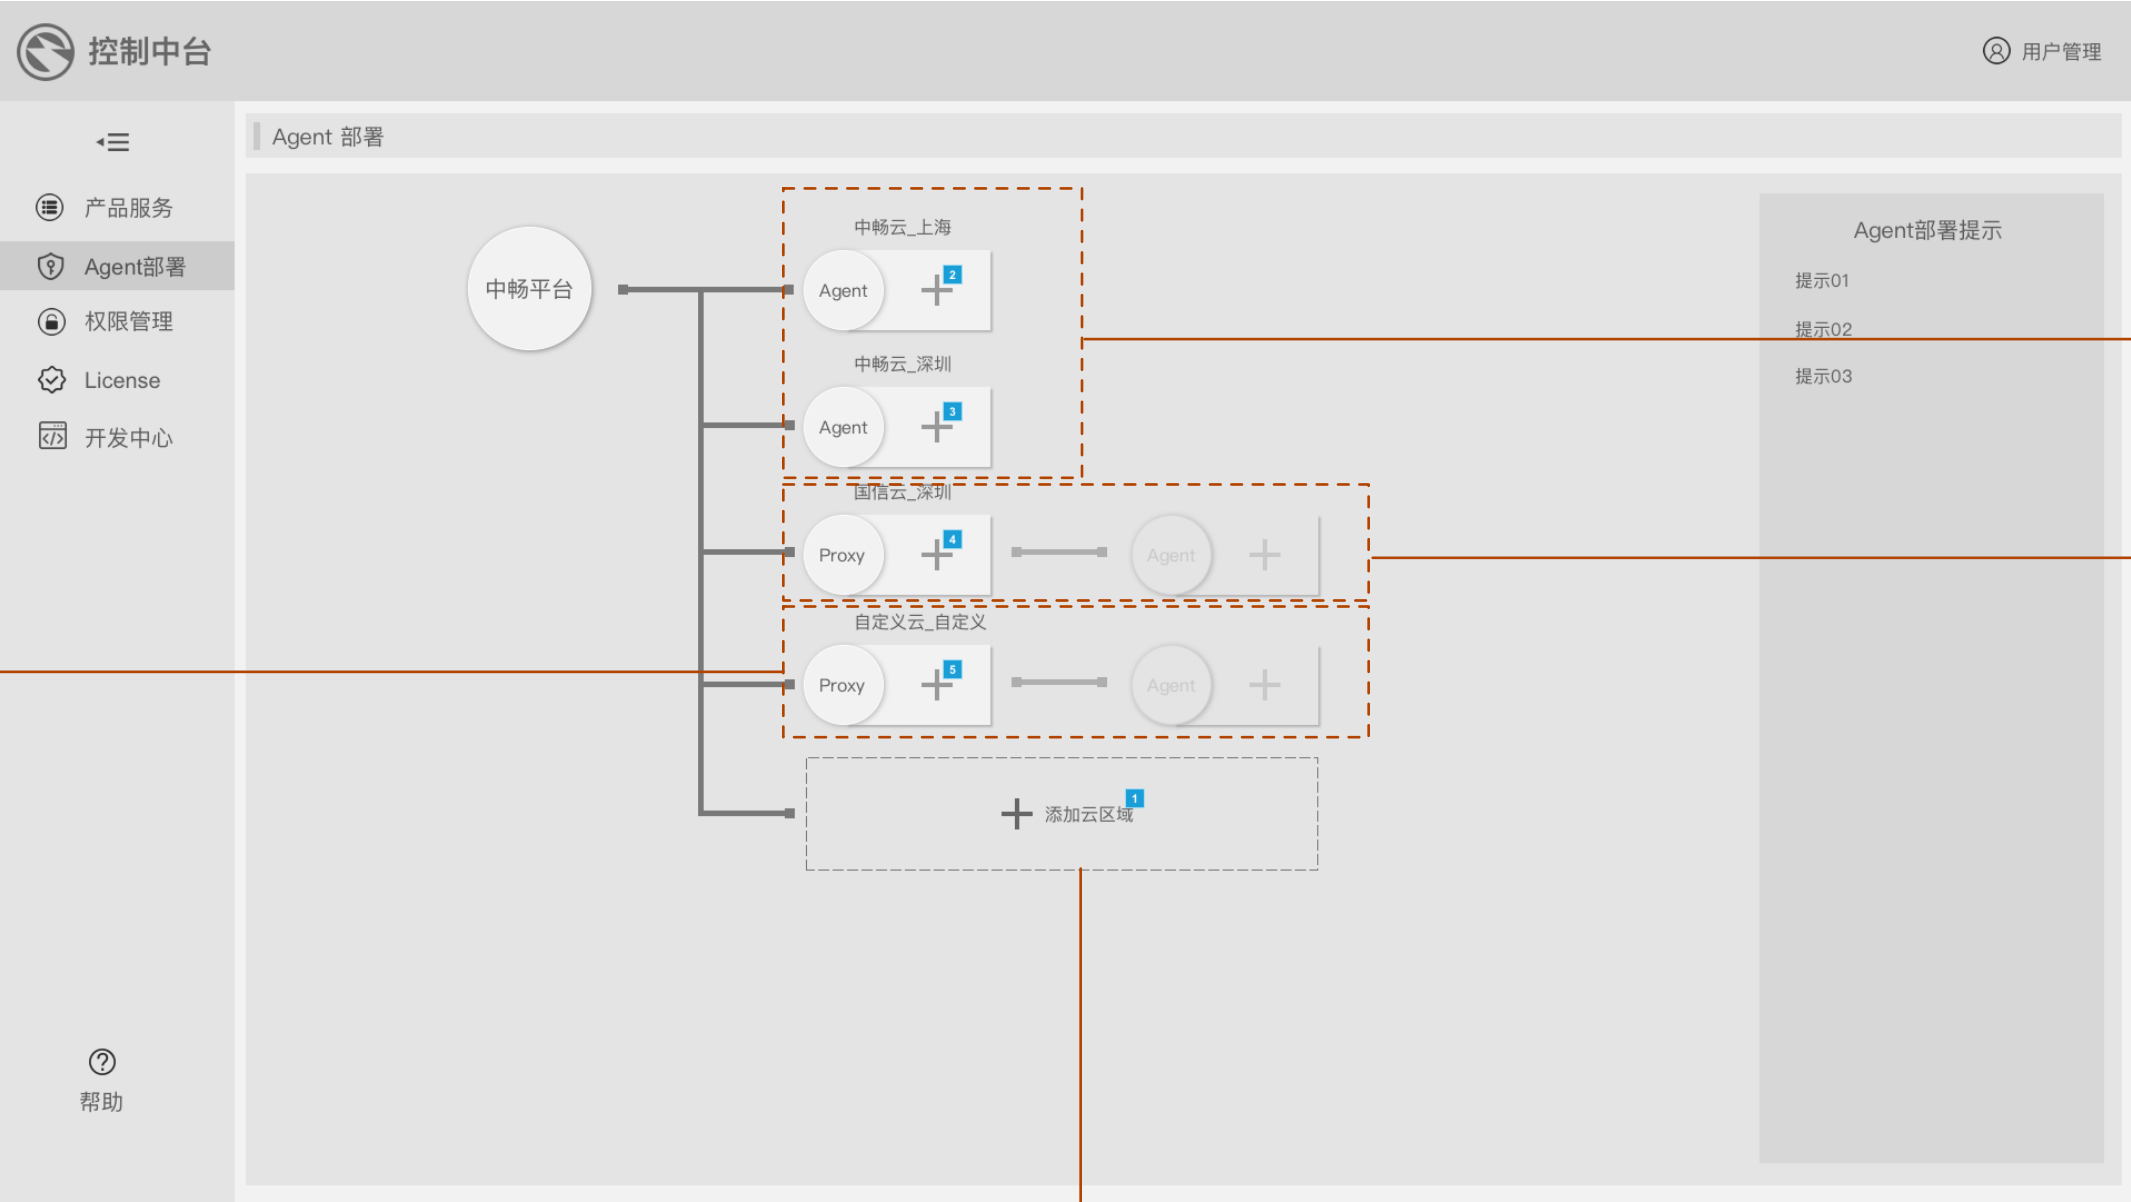 控制中台
用户管理
产品服务
Agent部署
权限管理
License
开发中心
帮助
Agent 部署
中畅平台
中畅云_上海
Agent
2
中畅云_深圳
Agent
3
国信云_深圳
Proxy
4
Agent
自定义云_自定义
Proxy
5
Agent
添加云区域
1
Agent部署提示
提示01
提示02
提示03